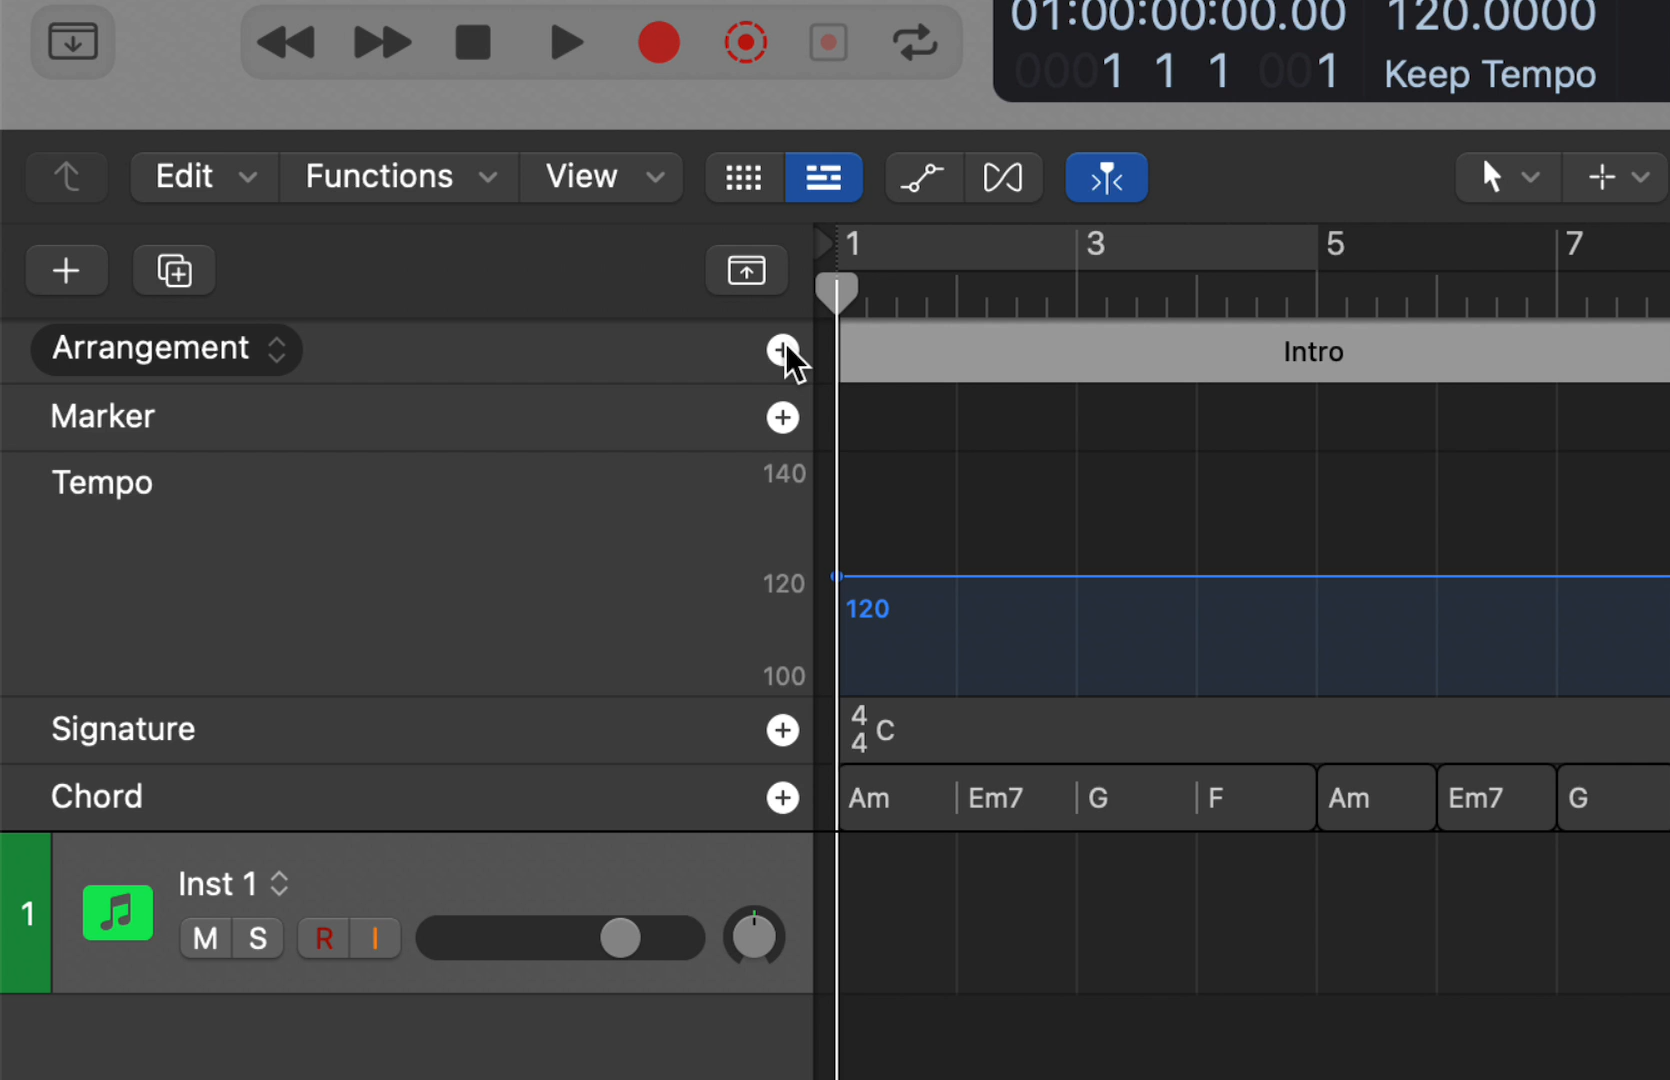 01:00:00:00.00 120.0000
0001 1 1 001 Keep Tempo
Edit Functions View
1 3 5 7
Arrangement Intro
Marker
Tempo 140
120
120
100
Signature 4/4 C
Chord Am Em7 G F Am Em7 G
1 Inst 1
M S R I